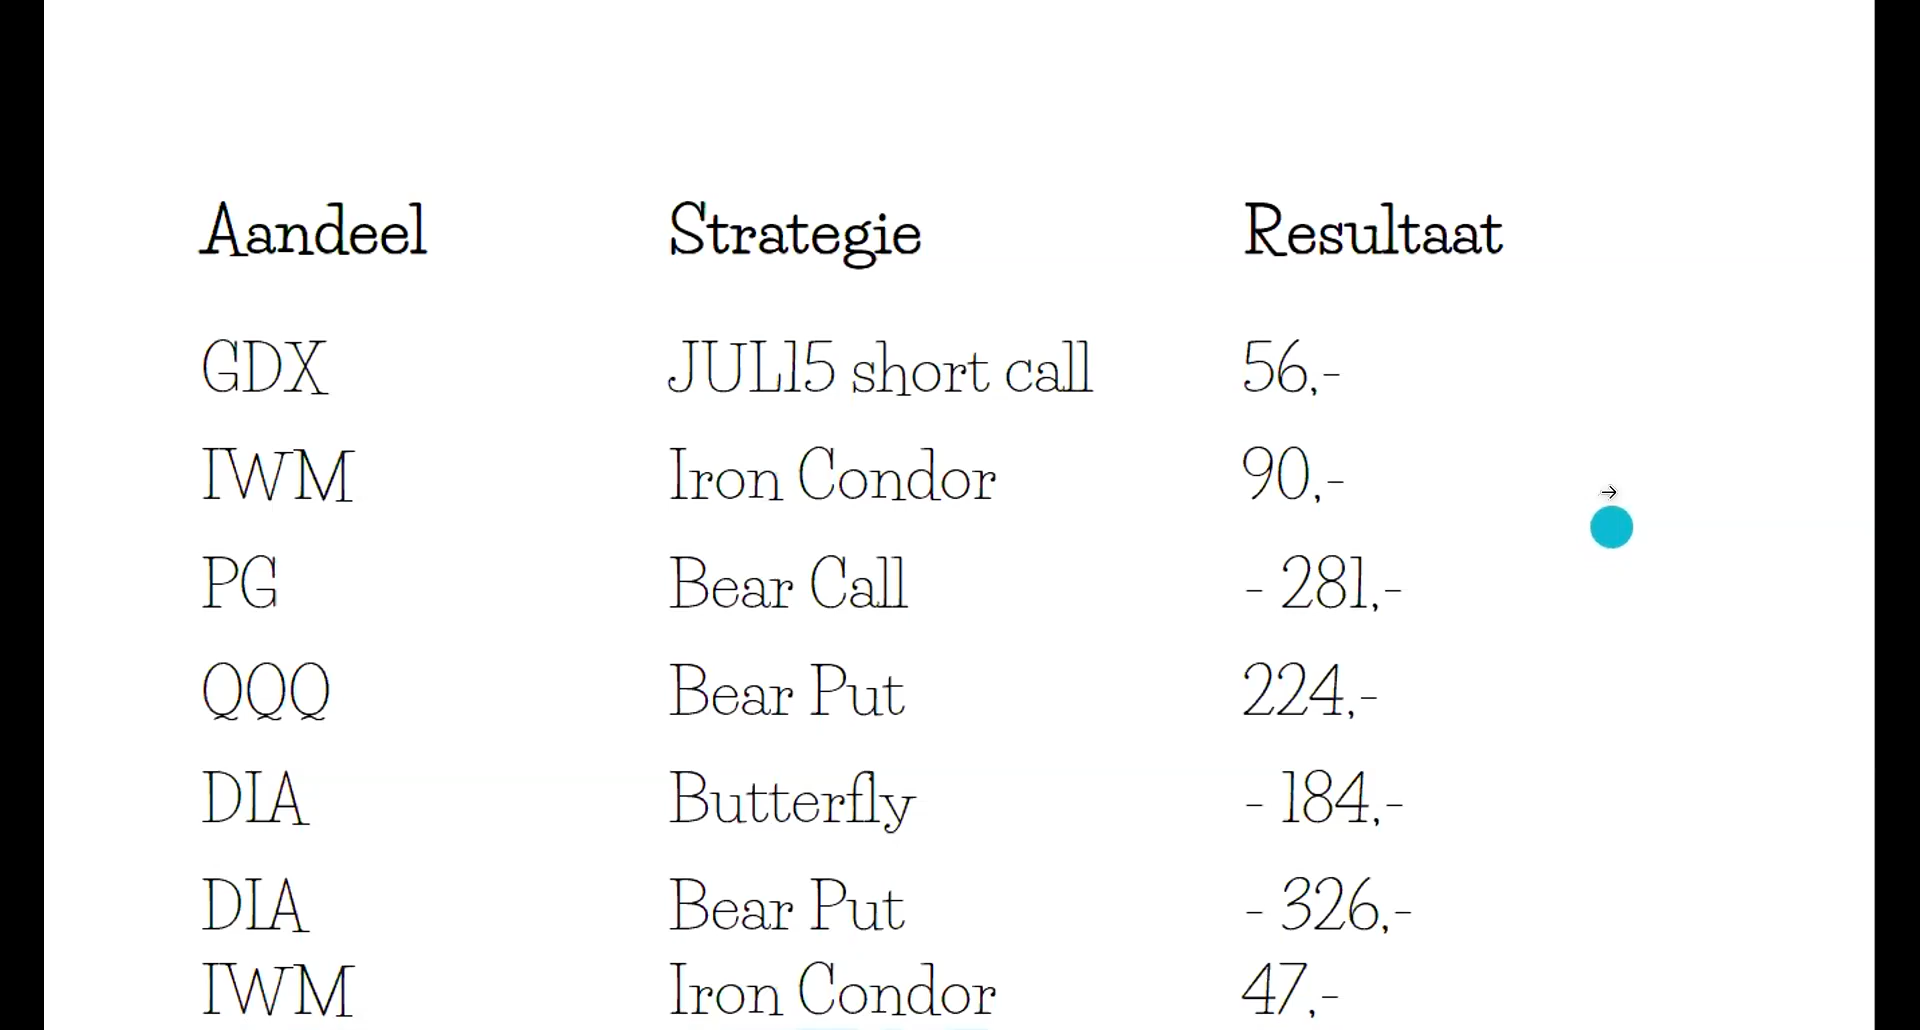 Aandeel Strategie Resultaat
GDX JUL15 short call 56,-
IWM Iron Condor 90,-
PG Bear Call - 281,-
QQQ Bear Put 224,-
DIA Butterfly - 184,-
DIA Bear Put - 326,-
IWM Iron Condor 47,-